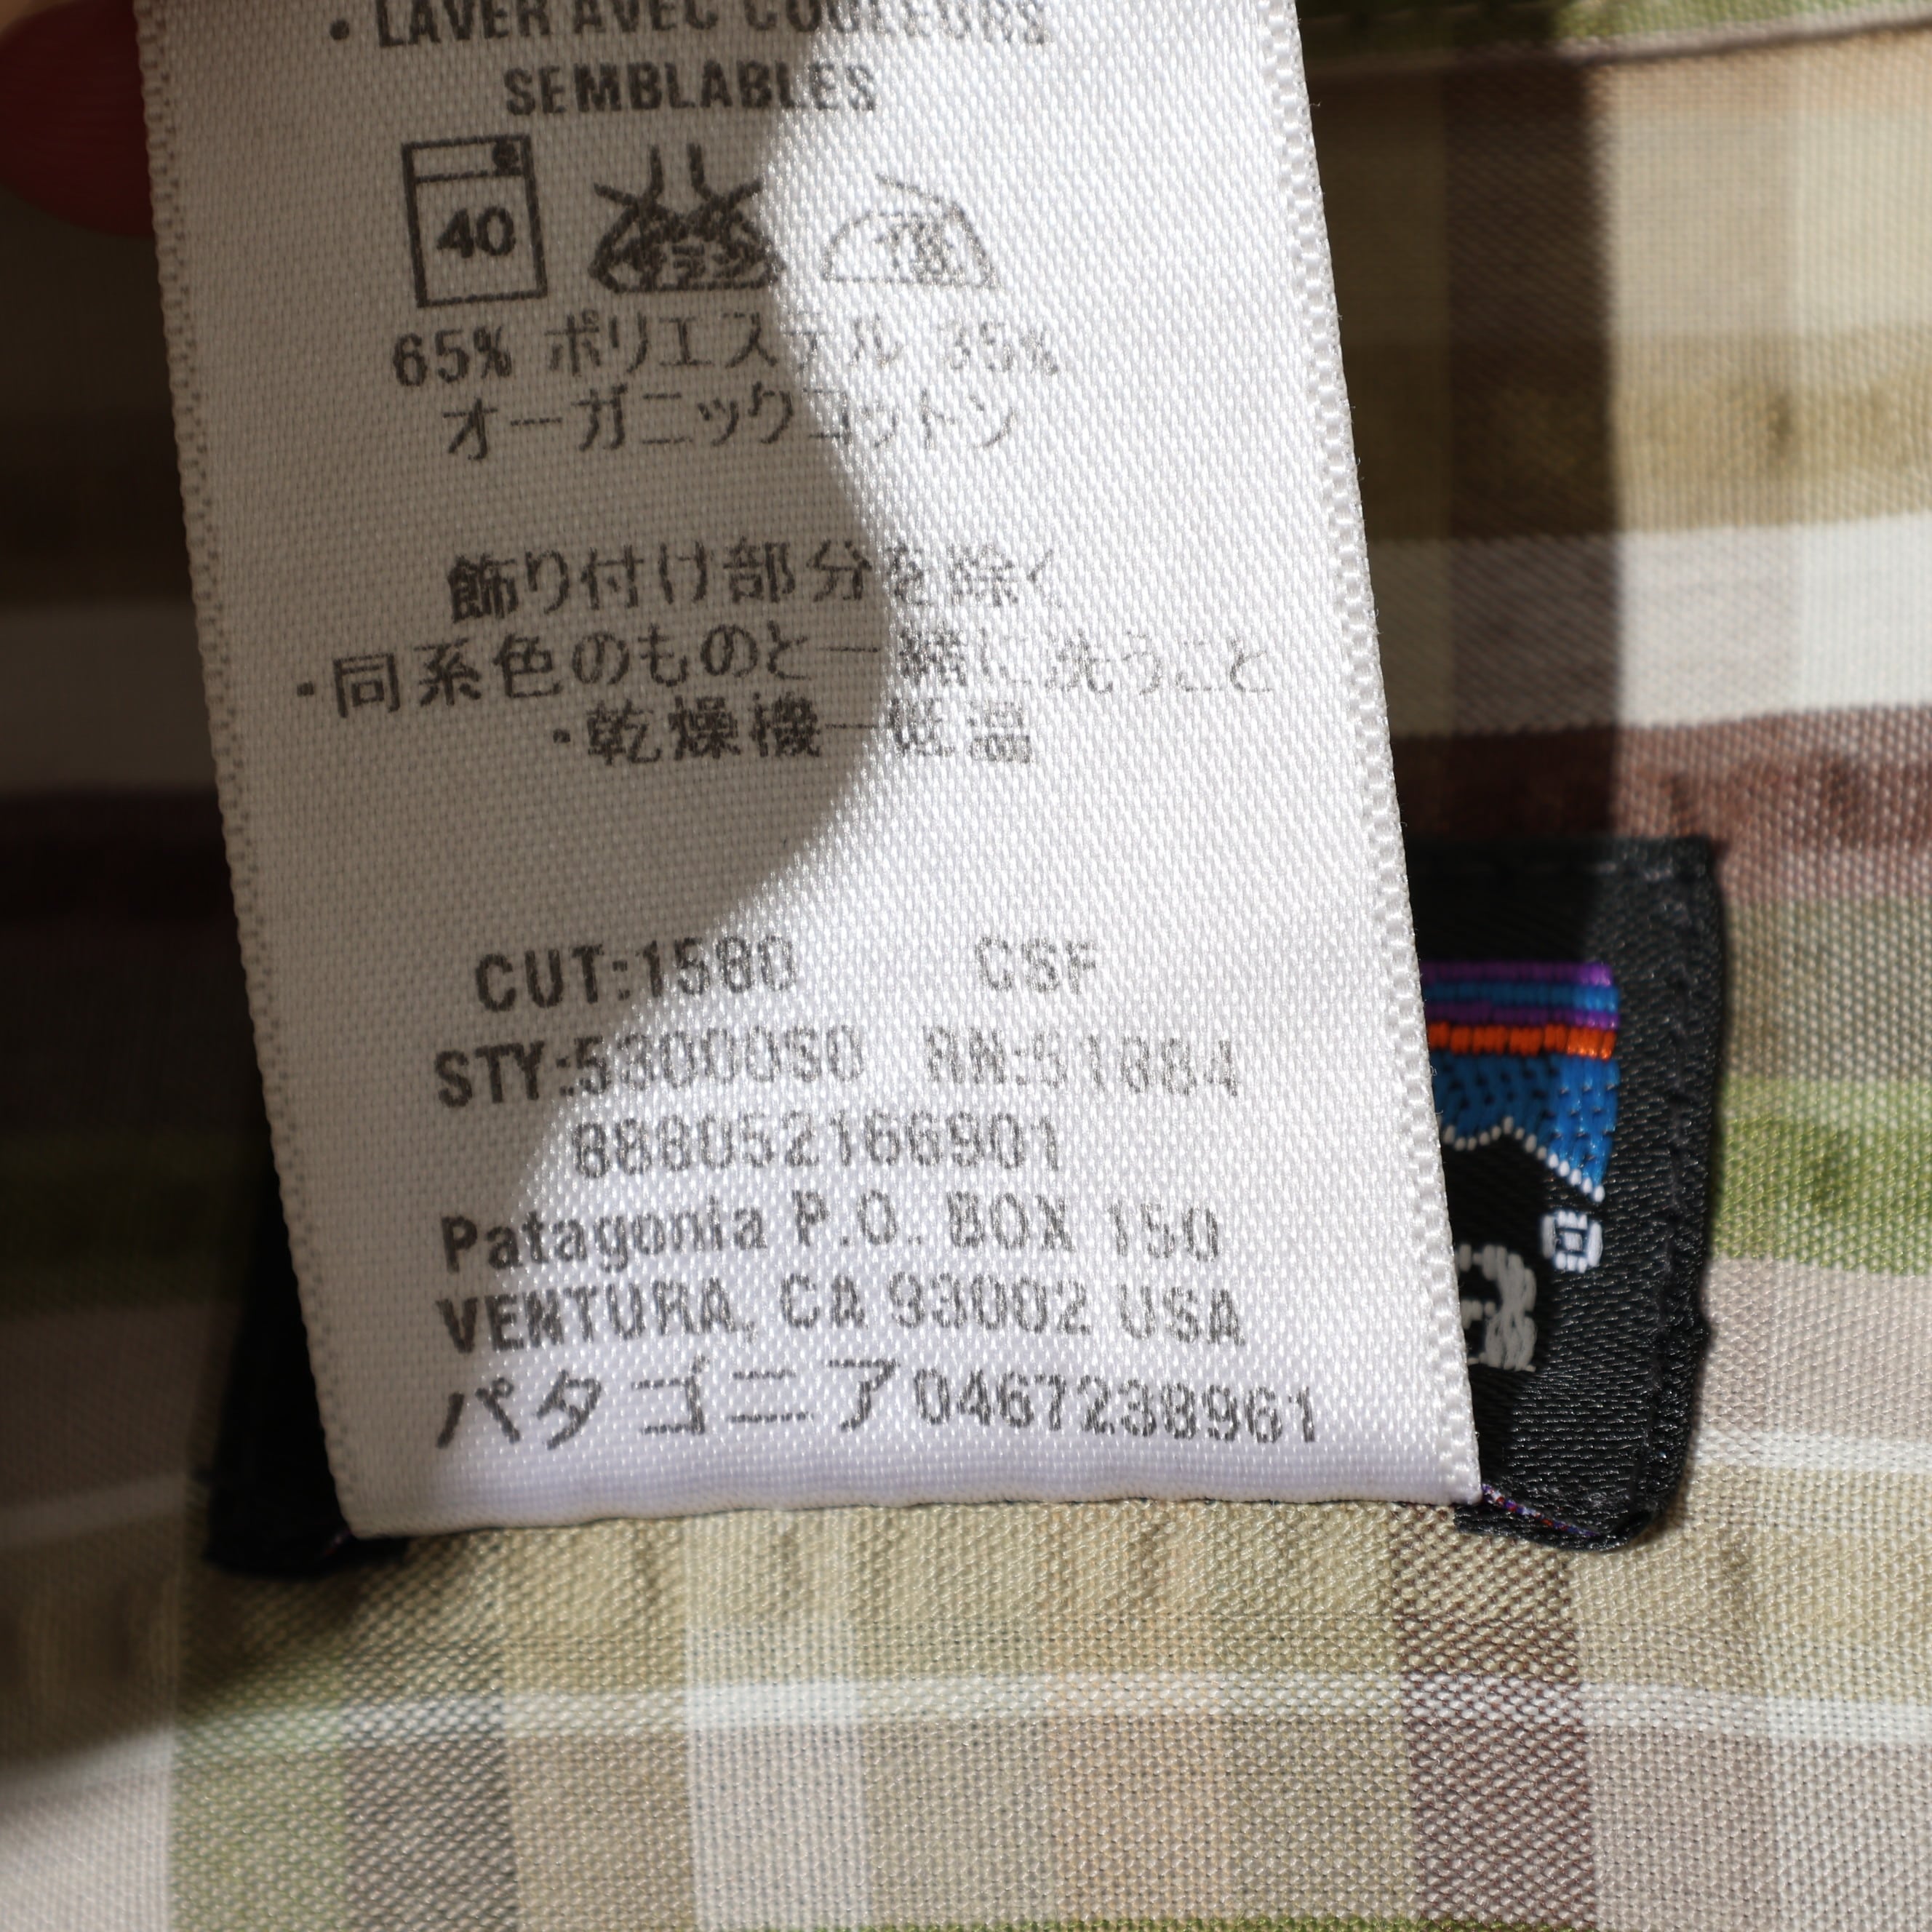 • LAVER AVEC COULEURS
SEMBLABLES
40
65% ポリエステル 35%
オーガニックコットン
飾り付け部分を除く
・同系色のものと一緒に洗うこと
・乾燥機ー低温
CUT:1580 CSF
STY:53000S0 RN:51884
888052166901
Patagonia P.O. BOX 150
VENTURA, CA 93002 USA
パタゴニア0467238961